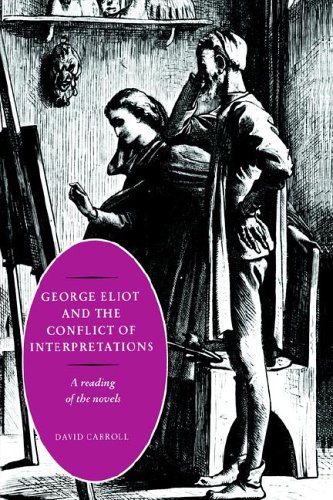 GEORGE ELIOT
AND THE
CONFLICT OF
INTERPRETATIONS
A reading
of the novels
DAVID CARROLL